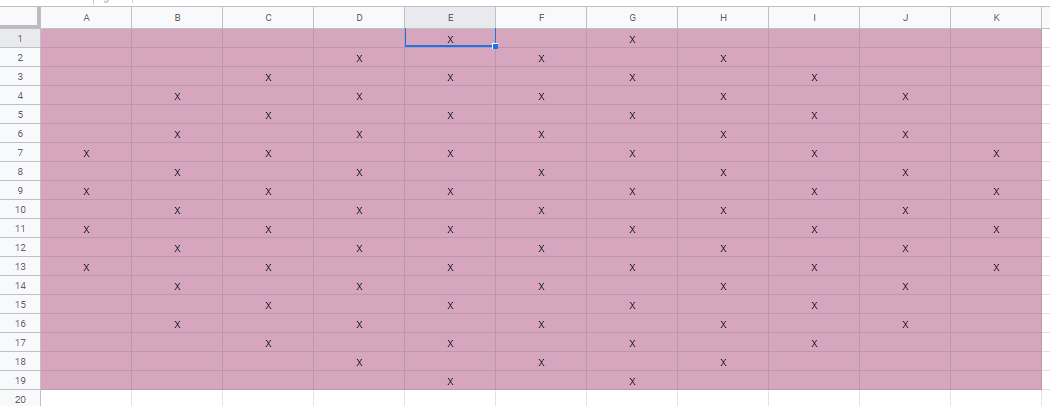 A B C D E F G H I J K
1 X X
2 X X X
3 X X X X
4 X X X X X
5 X X X X
6 X X X X X
7 X X X X X X
8 X X X X X
9 X X X X X X
10 X X X X X
11 X X X X X X
12 X X X X X
13 X X X X X X
14 X X X X X
15 X X X X
16 X X X X X
17 X X X X
18 X X X
19 X X
20